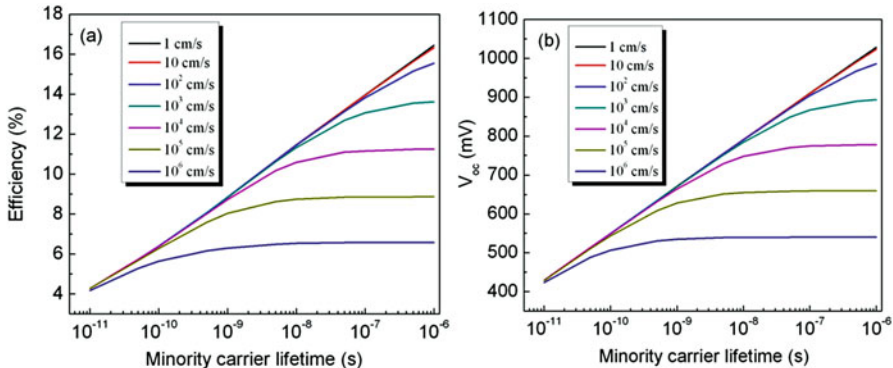 (a)
1 cm/s
10 cm/s
10² cm/s
10³ cm/s
10⁴ cm/s
10⁵ cm/s
10⁶ cm/s
Efficiency (%)
18
16
14
12
10
8
6
4
10⁻¹¹ 10⁻¹⁰ 10⁻⁹ 10⁻⁸ 10⁻⁷ 10⁻⁶
Minority carrier lifetime (s)
(b)
1 cm/s
10 cm/s
10² cm/s
10³ cm/s
10⁴ cm/s
10⁵ cm/s
10⁶ cm/s
Voc (mV)
1100
1000
900
800
700
600
500
400
10⁻¹¹ 10⁻¹⁰ 10⁻⁹ 10⁻⁸ 10⁻⁷ 10⁻⁶
Minority carrier lifetime (s)